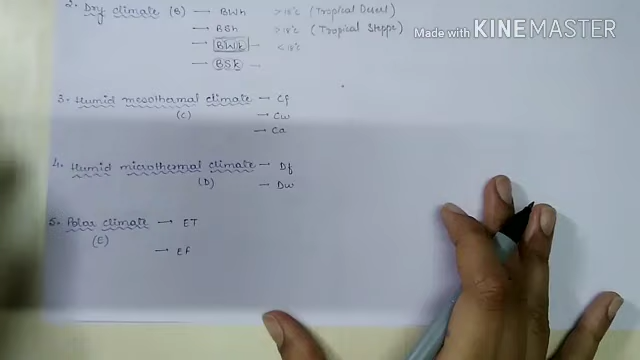 2. Dry climate (B) → BWh >18°c (Tropical Desert)
→ BSh >18°c (Tropical Steppe)
→ BWk – <18°c
→ BSk –
Made with KINEMASTER
3. Humid mesothermal climate → Cf
(C) → Cw
→ Ca
4. Humid microthermal climate → Df
(D) → Dw
5. Polar climate → ET
(E) → EF